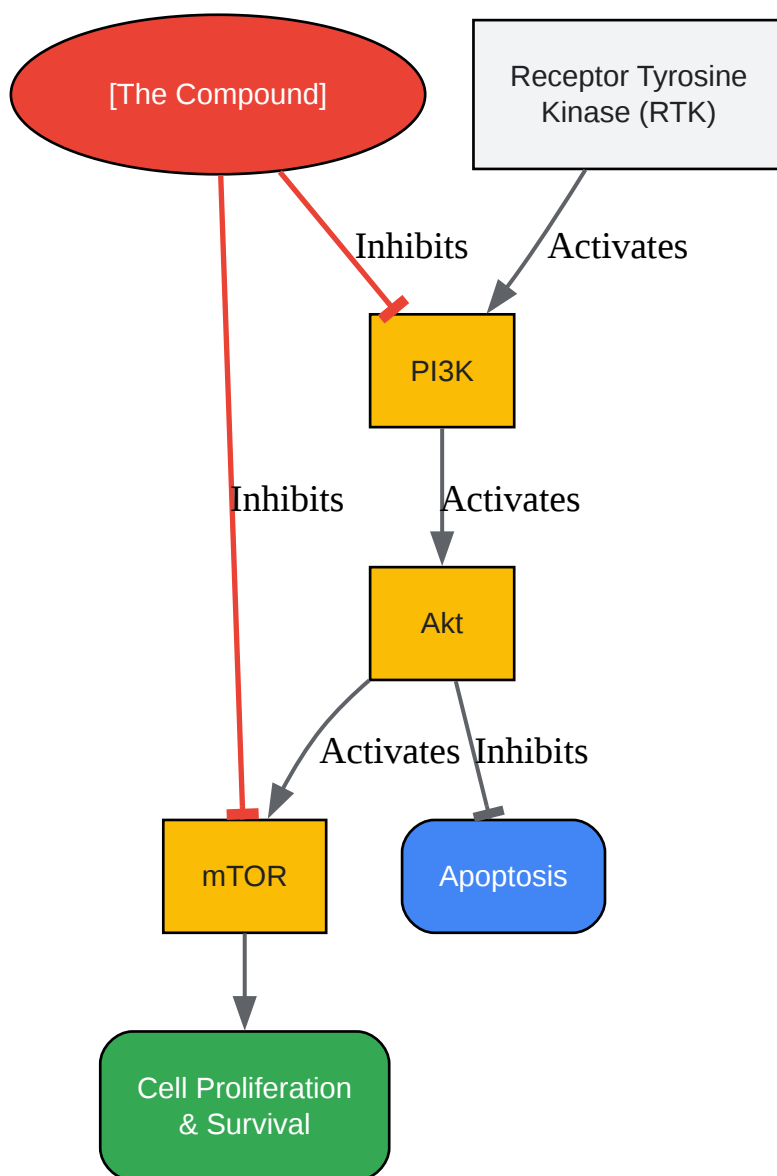 [The Compound]
Receptor Tyrosine
Kinase (RTK)
Inhibits
Activates
PI3K
Inhibits
Activates
Akt
Activates
Inhibits
mTOR
Apoptosis
Cell Proliferation
& Survival